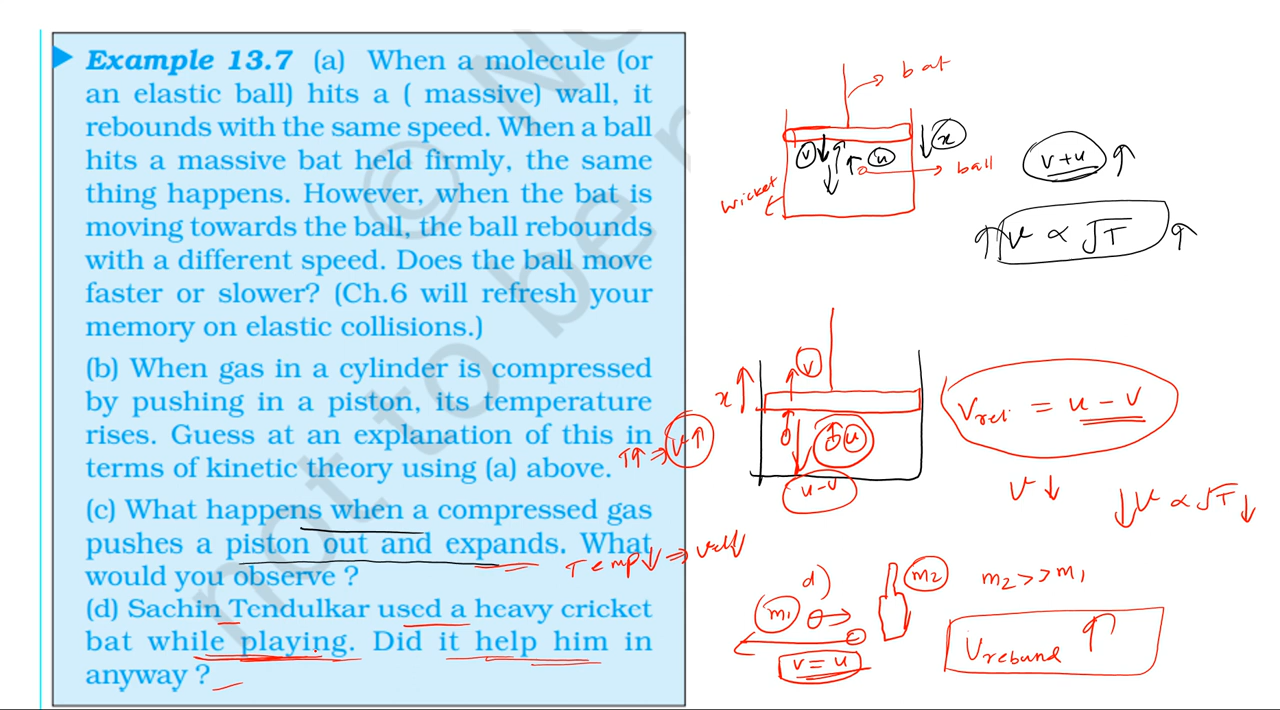 Example 13.7 (a) When a molecule (or
an elastic ball) hits a ( massive) wall, it
rebounds with the same speed. When a ball
hits a massive bat held firmly, the same
thing happens. However, when the bat is
moving towards the ball, the ball rebounds
with a different speed. Does the ball move
faster or slower? (Ch.6 will refresh your
memory on elastic collisions.)
(b) When gas in a cylinder is compressed
by pushing in a piston, its temperature
rises. Guess at an explanation of this in
terms of kinetic theory using (a) above.
(c) What happens when a compressed gas
pushes a piston out and expands. What
would you observe ?
(d) Sachin Tendulkar used a heavy cricket
bat while playing. Did it help him in
anyway ?
bat
v
u
x
ball
wicket
v+u ↑
↑ v ∝ √T ↑
v
x
u
T↑ ⇒ v↑
u-v
Vrel. = u-v
v ↓
↓ v ∝ √T ↓
Temp↓ ⇒ vel↓
d)
m1
m2
m2 >> m1
v = u
Vrebund ↑